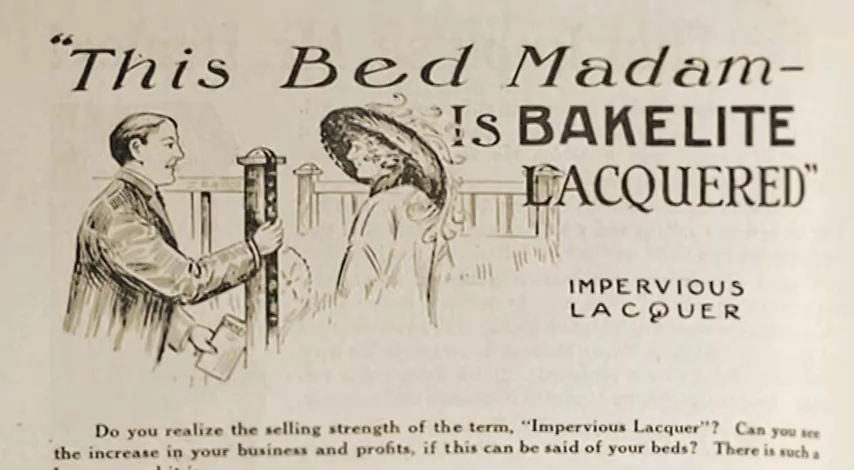 "This Bed Madam-
Is BAKELITE
LACQUERED"
IMPERVIOUS
LACQUER
Do you realize the selling strength of the term, "Impervious Lacquer"? Can you see
the increase in your business and profits, if this can be said of your beds? There is such a